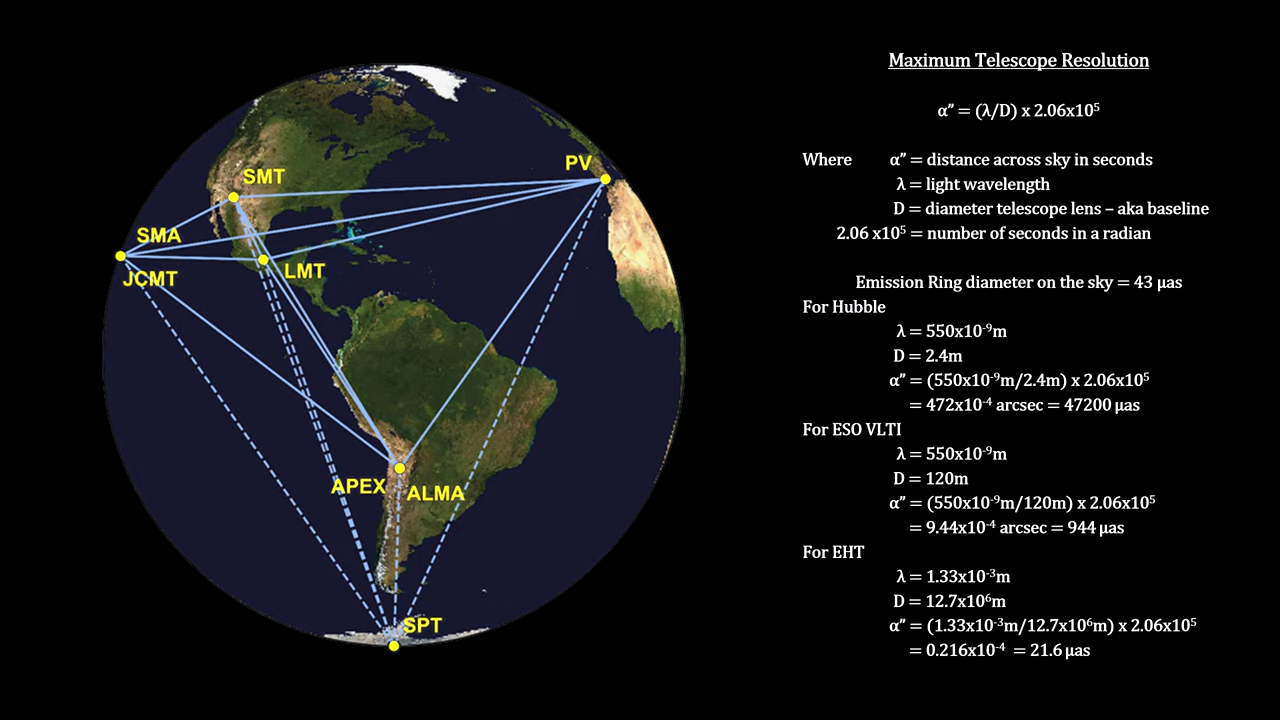 SMT
PV
SMA
JCMT
LMT
APEX
ALMA
SPT
Maximum Telescope Resolution
α” = (λ/D) x 2.06x10⁵
Where α” = distance across sky in seconds
λ = light wavelength
D = diameter telescope lens – aka baseline
2.06 x10⁵ = number of seconds in a radian
Emission Ring diameter on the sky = 43 μas
For Hubble
λ = 550x10⁻⁹m
D = 2.4m
α” = (550x10⁻⁹m/2.4m) x 2.06x10⁵
= 472x10⁻⁴ arcsec = 47200 μas
For ESO VLTI
λ = 550x10⁻⁹m
D = 120m
α” = (550x10⁻⁹m/120m) x 2.06x10⁵
= 9.44x10⁻⁴ arcsec = 944 μas
For EHT
λ = 1.33x10⁻³m
D = 12.7x10⁶m
α” = (1.33x10⁻³m/12.7x10⁶m) x 2.06x10⁵
= 0.216x10⁻⁴ = 21.6 μas